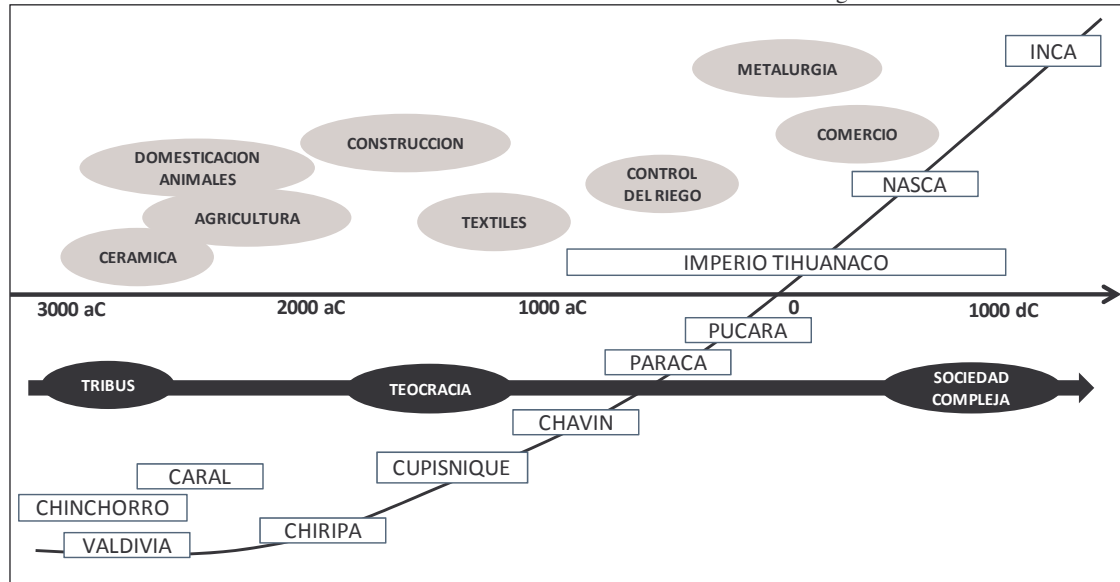 INCA
METALURGIA
COMERCIO
CONSTRUCCION
DOMESTICACION
ANIMALES
CONTROL
DEL RIEGO
NASCA
AGRICULTURA
TEXTILES
CERAMICA
IMPERIO TIHUANACO
3000 aC 2000 aC 1000 aC 0 1000 dC
PUCARA
PARACA
TRIBUS
TEOCRACIA
SOCIEDAD
COMPLEJA
CHAVIN
CUPISNIQUE
CARAL
CHINCHORRO
CHIRIPA
VALDIVIA